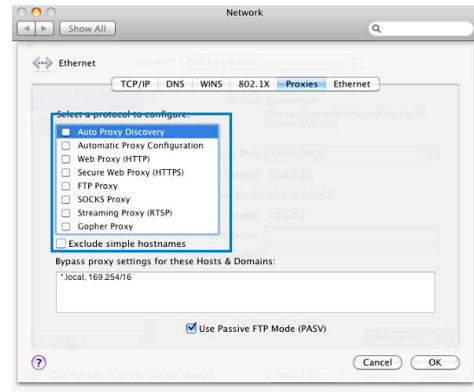 Network
Show All
Ethernet
TCP/IP DNS WINS 802.1X Proxies Ethernet
Select a protocol to configure:
Auto Proxy Discovery
Automatic Proxy Configuration
Web Proxy (HTTP)
Secure Web Proxy (HTTPS)
FTP Proxy
SOCKS Proxy
Streaming Proxy (RTSP)
Gopher Proxy
Exclude simple hostnames
Bypass proxy settings for these Hosts & Domains:
*.local, 169.254/16
Use Passive FTP Mode (PASV)
? Cancel OK